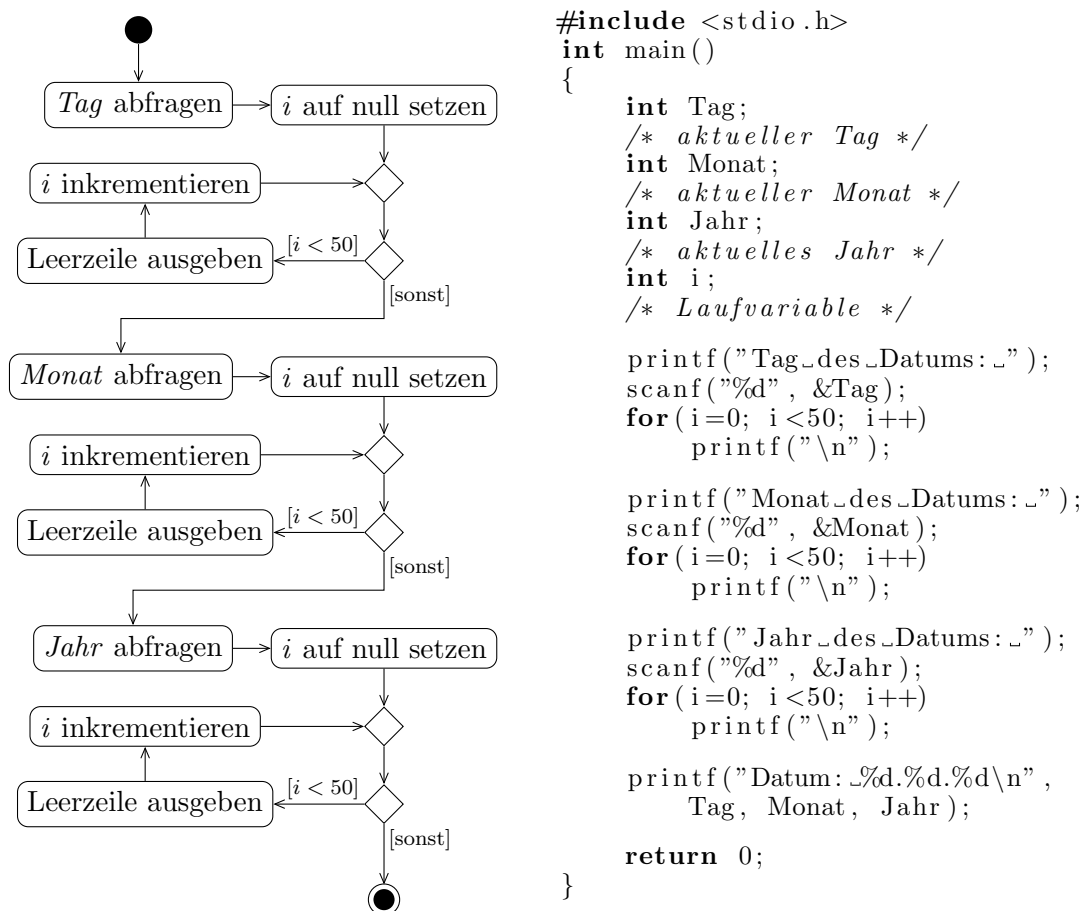 Tag abfragen
i auf null setzen
i inkrementieren
Leerzeile ausgeben
[i < 50]
[sonst]
Monat abfragen
i auf null setzen
i inkrementieren
Leerzeile ausgeben
[i < 50]
[sonst]
Jahr abfragen
i auf null setzen
i inkrementieren
Leerzeile ausgeben
[i < 50]
[sonst]
#include <stdio.h>
int main()
{
int Tag;
/* aktueller Tag */
int Monat;
/* aktueller Monat */
int Jahr;
/* aktuelles Jahr */
int i;
/* Laufvariable */
printf("Tag␣des␣Datums:␣");
scanf("%d", &Tag);
for(i=0; i<50; i++)
printf("\n");
printf("Monat␣des␣Datums:␣");
scanf("%d", &Monat);
for(i=0; i<50; i++)
printf("\n");
printf("Jahr␣des␣Datums:␣");
scanf("%d", &Jahr);
for(i=0; i<50; i++)
printf("\n");
printf("Datum:␣%d.%d.%d\n",
Tag, Monat, Jahr);
return 0;
}